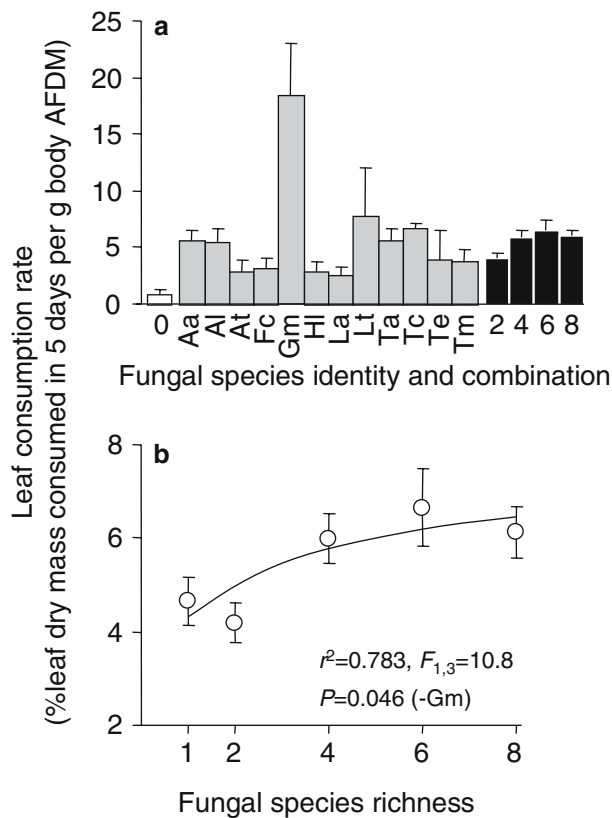 Leaf consumption rate
(%leaf dry mass consumed in 5 days per g body AFDM)
a
25
20
15
10
5
0
0 Aa Al At Fc Gm Hl La Lt Ta Tc Te Tm 2 4 6 8
Fungal species identity and combination
b
8
6
4
2
r²=0.783, F1,3=10.8
P=0.046 (-Gm)
1 2 4 6 8
Fungal species richness